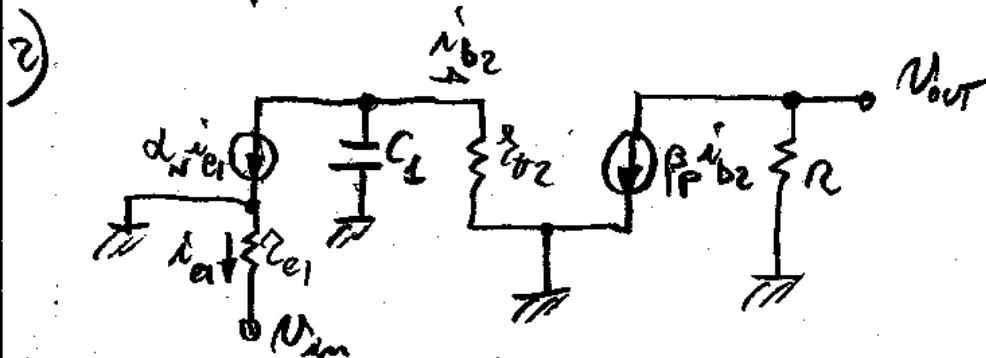 2)
i_b2
v_out
α_N i_e1
C_1
r_π2
β_P i_b2
R
i_e1
r_e1
v_in